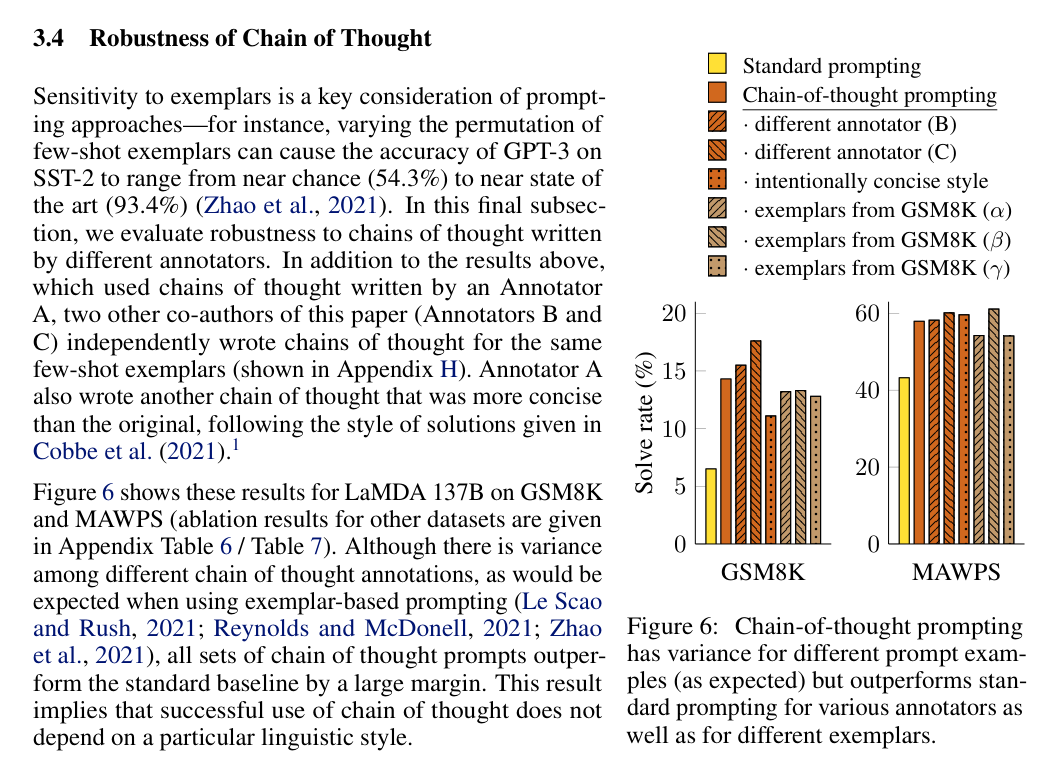 3.4 Robustness of Chain of Thought
Sensitivity to exemplars is a key consideration of prompt-
ing approaches—for instance, varying the permutation of
few-shot exemplars can cause the accuracy of GPT-3 on
SST-2 to range from near chance (54.3%) to near state of
the art (93.4%) (Zhao et al., 2021). In this final subsec-
tion, we evaluate robustness to chains of thought written
by different annotators. In addition to the results above,
which used chains of thought written by an Annotator
A, two other co-authors of this paper (Annotators B and
C) independently wrote chains of thought for the same
few-shot exemplars (shown in Appendix H). Annotator A
also wrote another chain of thought that was more concise
than the original, following the style of solutions given in
Cobbe et al. (2021).¹
Figure 6 shows these results for LaMDA 137B on GSM8K
and MAWPS (ablation results for other datasets are given
in Appendix Table 6 / Table 7). Although there is variance
among different chain of thought annotations, as would be
expected when using exemplar-based prompting (Le Scao
and Rush, 2021; Reynolds and McDonell, 2021; Zhao
et al., 2021), all sets of chain of thought prompts outper-
form the standard baseline by a large margin. This result
implies that successful use of chain of thought does not
depend on a particular linguistic style.
Standard prompting
Chain-of-thought prompting
· different annotator (B)
· different annotator (C)
· intentionally concise style
· exemplars from GSM8K (α)
· exemplars from GSM8K (β)
· exemplars from GSM8K (γ)
Solve rate (%)
20
15
10
5
0
GSM8K
60
40
20
0
MAWPS
Figure 6: Chain-of-thought prompting
has variance for different prompt exam-
ples (as expected) but outperforms stan-
dard prompting for various annotators as
well as for different exemplars.